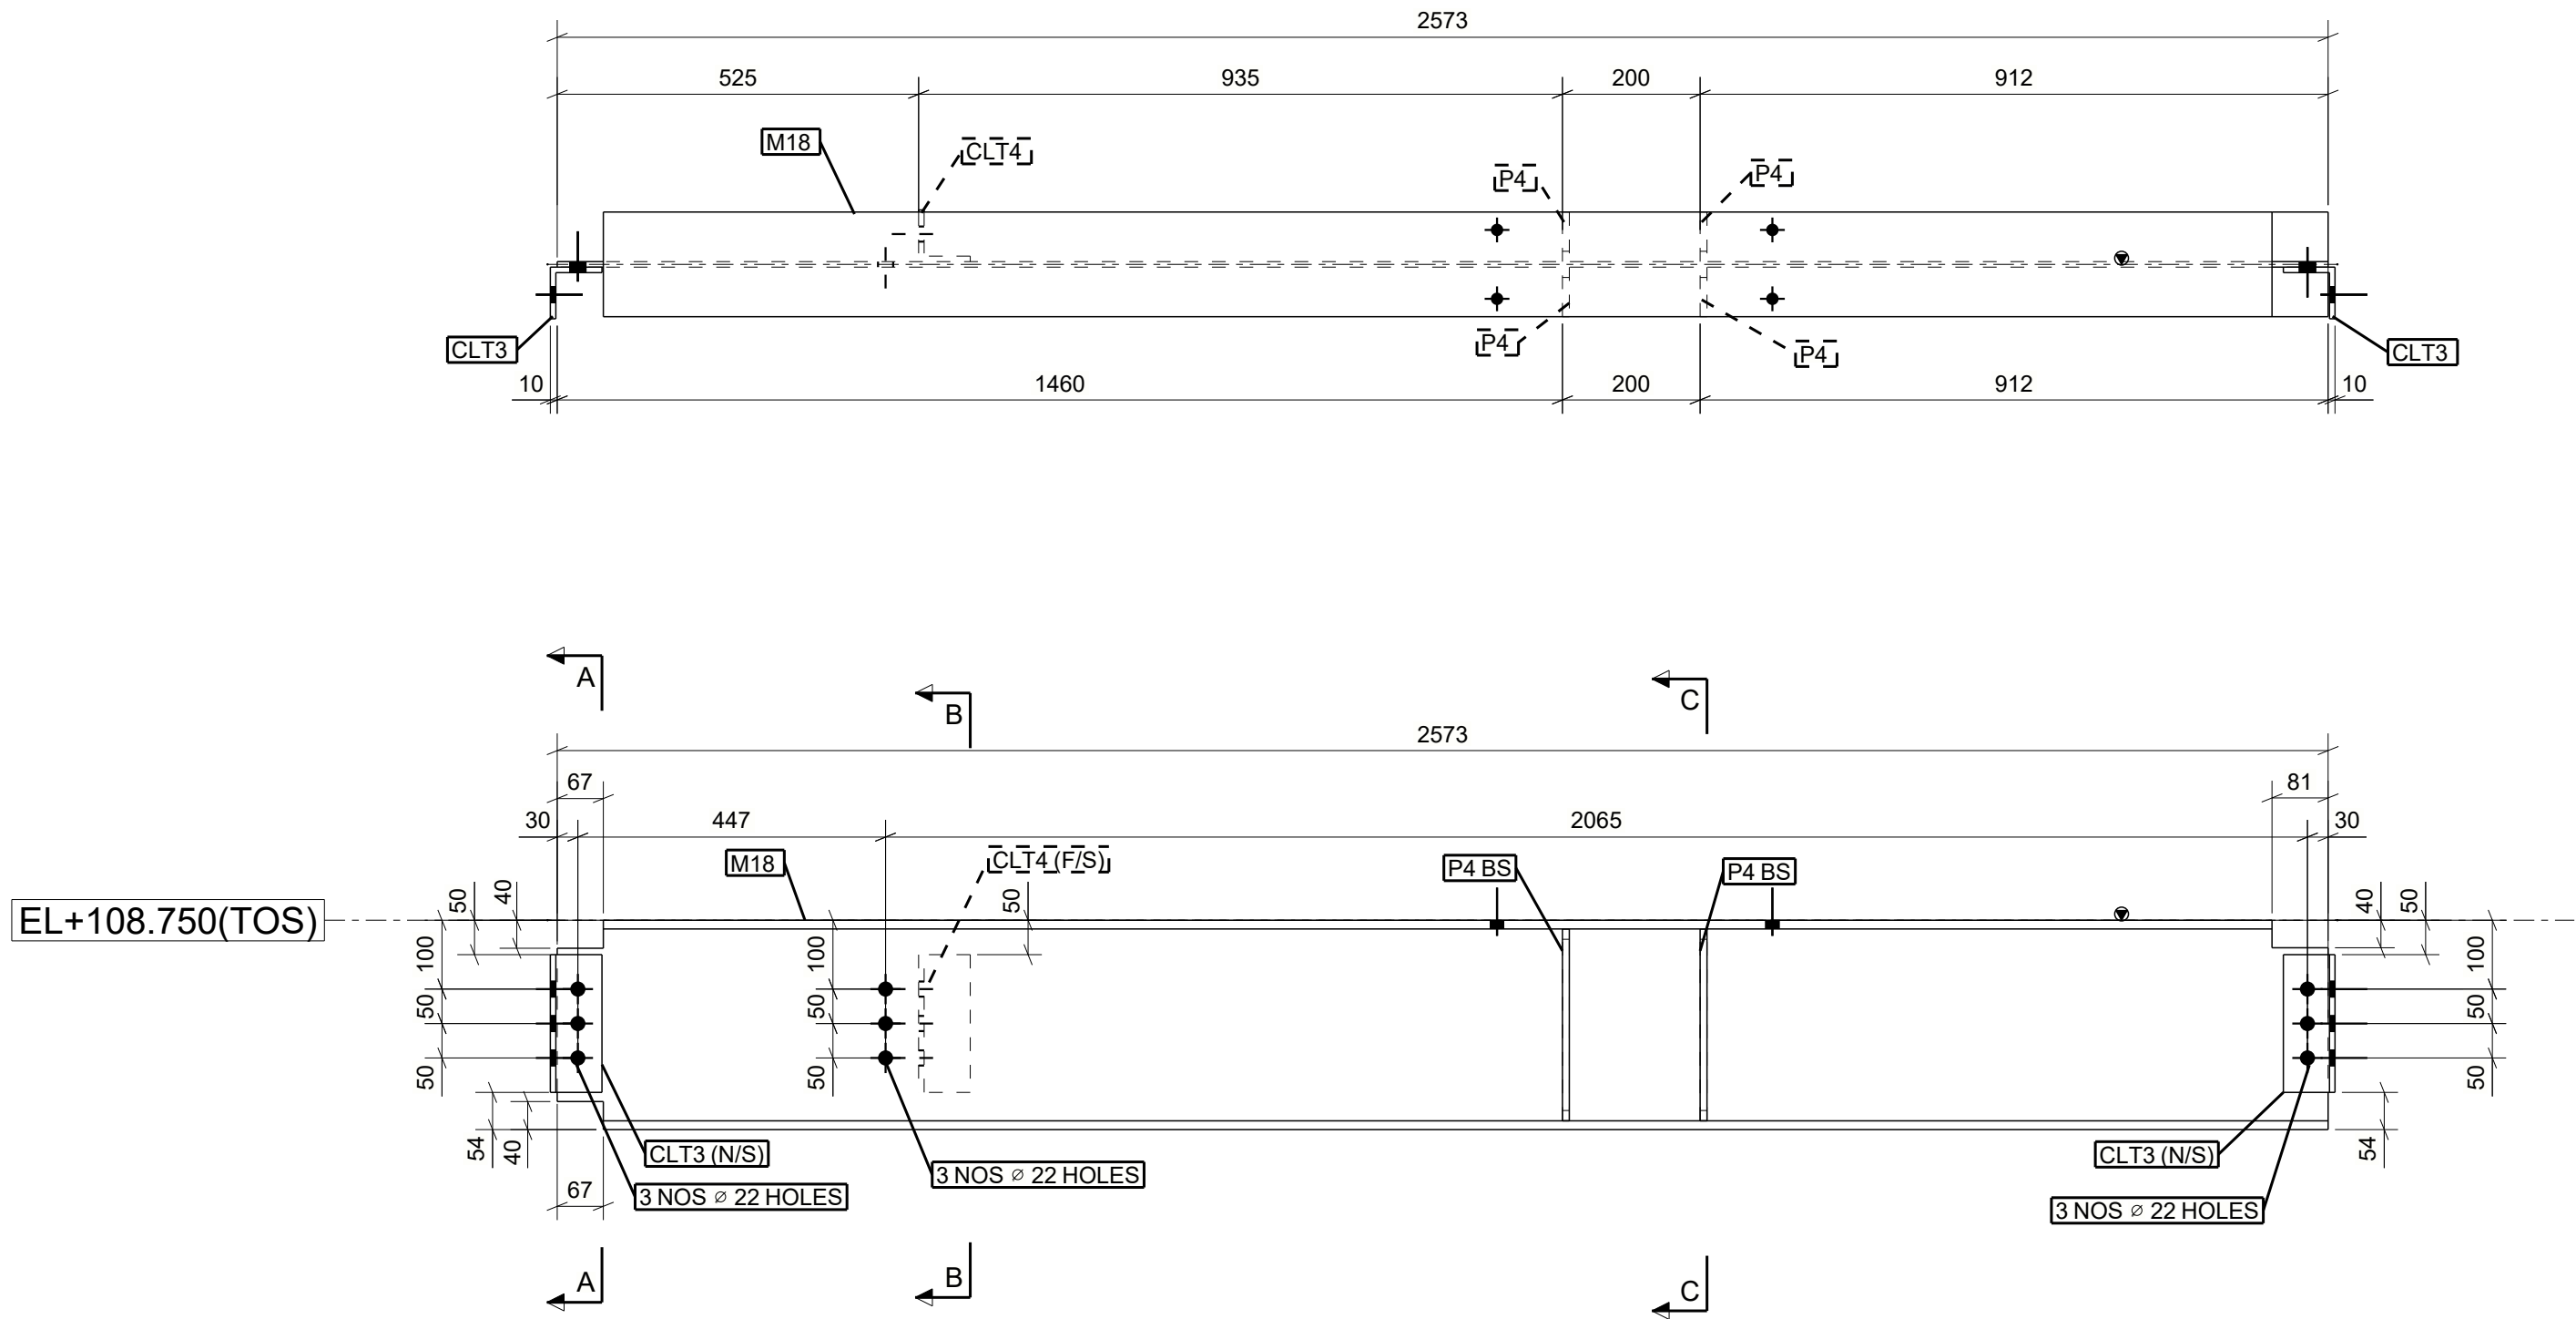 2573
525 935 200 912
M18
CLT4
P4
P4
CLT3
P4
P4
CLT3
10 1460 200 912 10
A
B
C
2573
67 81
30 447 2065 30
M18
CLT4 (F/S)
P4 BS
P4 BS
50
40
50
40
50
EL+108.750(TOS)
100
100
100
50
50
50
50
50
50
54
40
54
CLT3 (N/S)
3 NOS ⌀ 22 HOLES
CLT3 (N/S)
67
3 NOS ⌀ 22 HOLES
3 NOS ⌀ 22 HOLES
A
B
C